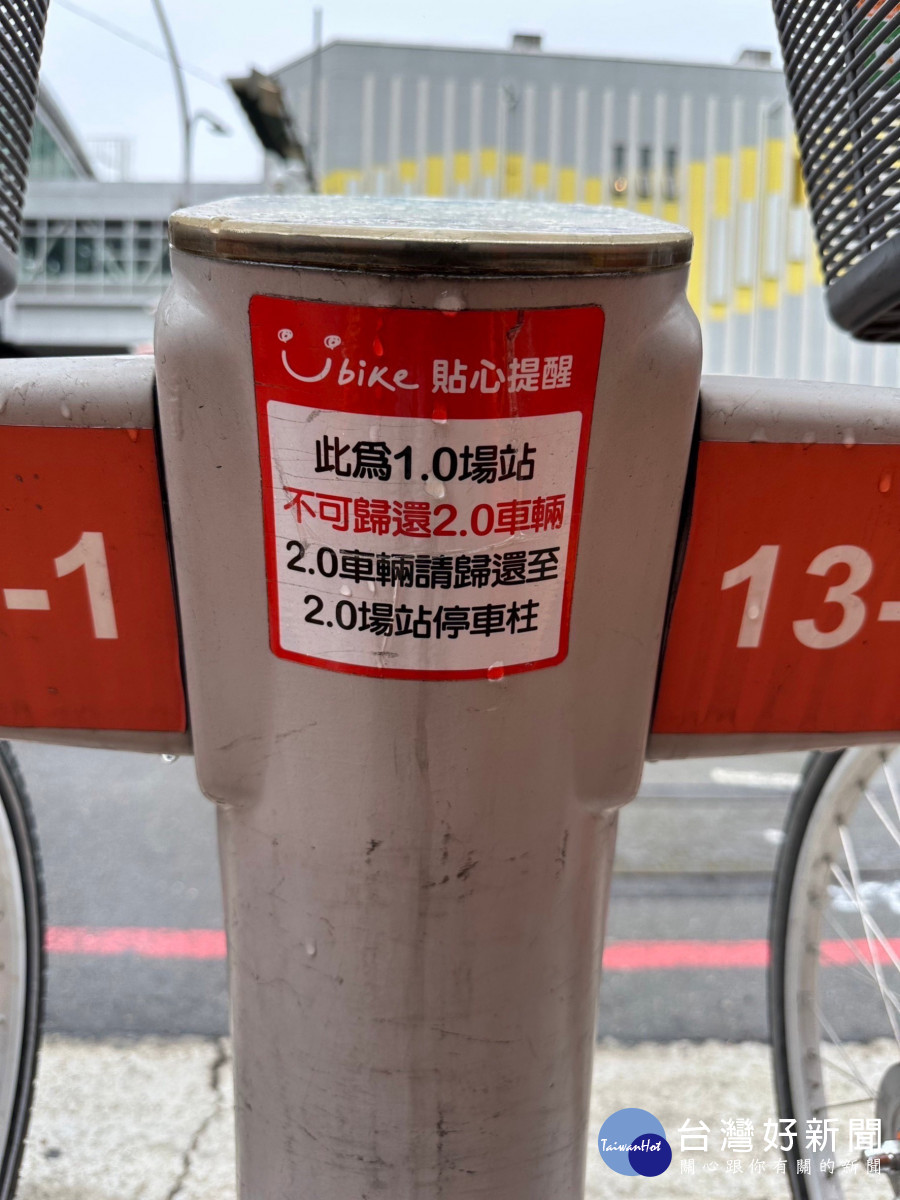 Ubike 貼心提醒
此為1.0場站
不可歸還2.0車輛
2.0車輛請歸還至
2.0場站停車柱
-1
13-
TaiwanHot
台灣好新聞
關心跟你有關的新聞